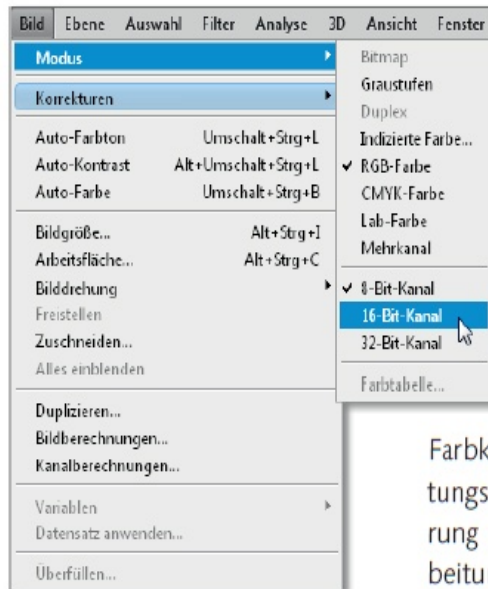 Bild Ebene Auswahl Filter Analyse 3D Ansicht Fenster
Modus
Korrekturen
Auto-Farbton Umschalt+Strg+L
Auto-Kontrast Alt+Umschalt+Strg+L
Auto-Farbe Umschalt+Strg+B
Bildgröße... Alt+Strg+I
Arbeitsfläche... Alt+Strg+C
Bilddrehung
Freistellen
Zuschneiden...
Alles einblenden
Duplizieren...
Bildberechnungen...
Kanalberechnungen...
Variablen
Datensatz anwenden...
Überfüllen...
Bitmap
Graustufen
Duplex
Indizierte Farbe...
RGB-Farbe
CMYK-Farbe
Lab-Farbe
Mehrkanal
8-Bit-Kanal
16-Bit-Kanal
32-Bit-Kanal
Farbtabelle...
Farbk
tungs
rung
beitu